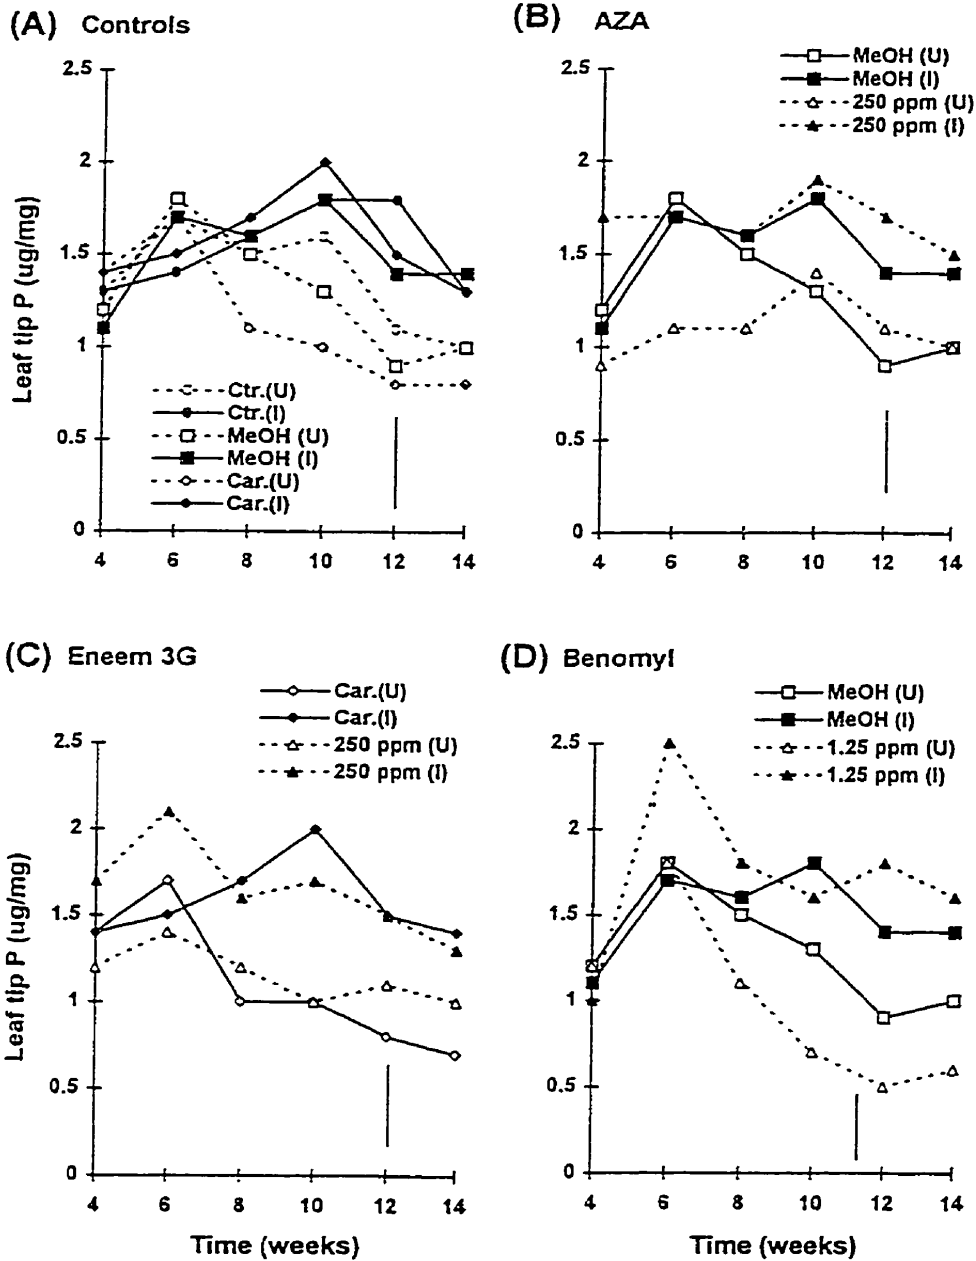 (A) Controls
2.5
2
1.5
1
0.5
0
Leaf tip P (ug/mg)
Ctr.(U)
Ctr.(I)
MeOH (U)
MeOH (I)
Car.(U)
Car.(I)
4 6 8 10 12 14
(B) AZA
MeOH (U)
MeOH (I)
250 ppm (U)
250 ppm (I)
2.5
2
1.5
1
0.5
0
4 6 8 10 12 14
(C) Eneem 3G
Car.(U)
Car.(I)
250 ppm (U)
250 ppm (I)
2.5
2
1.5
1
0.5
0
Leaf tip P (ug/mg)
4 6 8 10 12 14
Time (weeks)
(D) Benomyl
MeOH (U)
MeOH (I)
1.25 ppm (U)
1.25 ppm (I)
2.5
2
1.5
1
0.5
0
4 6 8 10 12 14
Time (weeks)